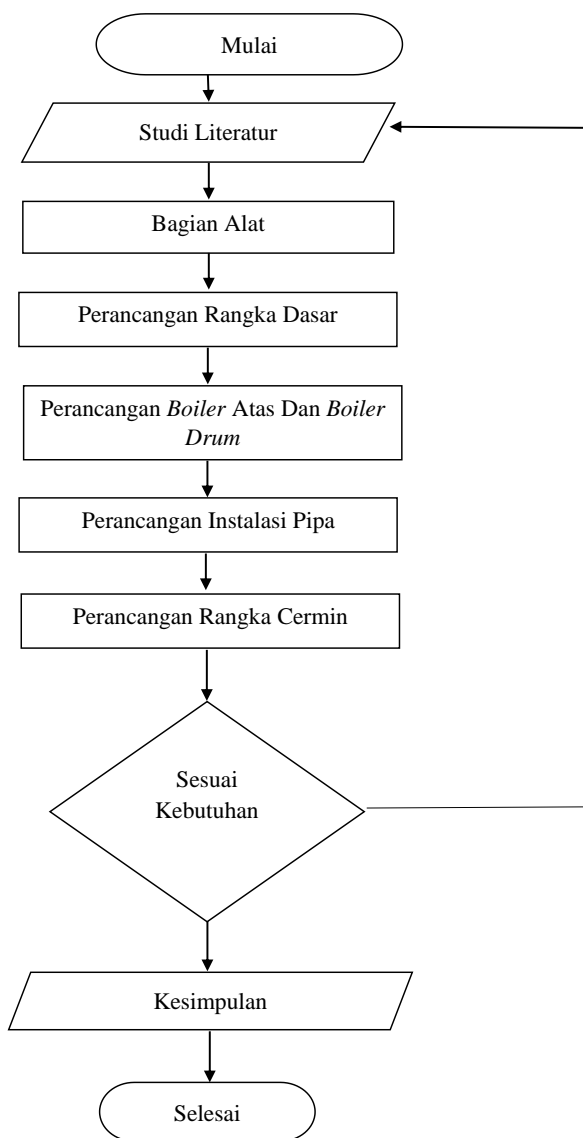 Mulai
Studi Literatur
Bagian Alat
Perancangan Rangka Dasar
Perancangan Boiler Atas Dan Boiler
Drum
Perancangan Instalasi Pipa
Perancangan Rangka Cermin
Sesuai
Kebutuhan
Kesimpulan
Selesai